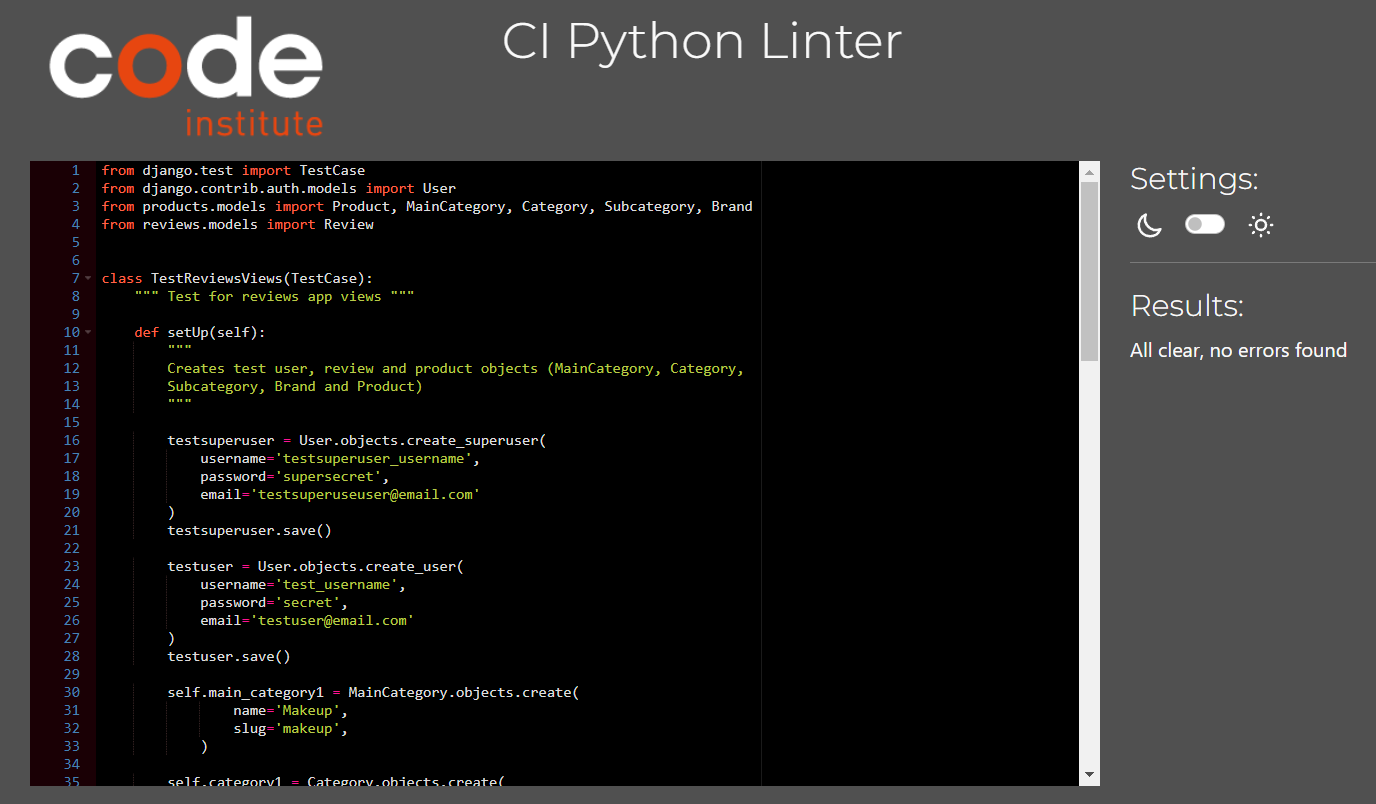 code
institute
CI Python Linter
1 from django.test import TestCase
2 from django.contrib.auth.models import User
3 from products.models import Product, MainCategory, Category, Subcategory, Brand
4 from reviews.models import Review
5
6
7 class TestReviewsViews(TestCase):
8     """ Test for reviews app views """
9
10     def setUp(self):
11         """
12         Creates test user, review and product objects (MainCategory, Category,
13         Subcategory, Brand and Product)
14         """
15
16         testsuperuser = User.objects.create_superuser(
17             username='testsuperuser_username',
18             password='supersecret',
19             email='testsuperuseuser@email.com'
20         )
21         testsuperuser.save()
22
23         testuser = User.objects.create_user(
24             username='test_username',
25             password='secret',
26             email='testuser@email.com'
27         )
28         testuser.save()
29
30         self.main_category1 = MainCategory.objects.create(
31                 name='Makeup',
32                 slug='makeup',
33             )
34
35         self.category1 = Category.objects.create(
Settings:
Results:
All clear, no errors found